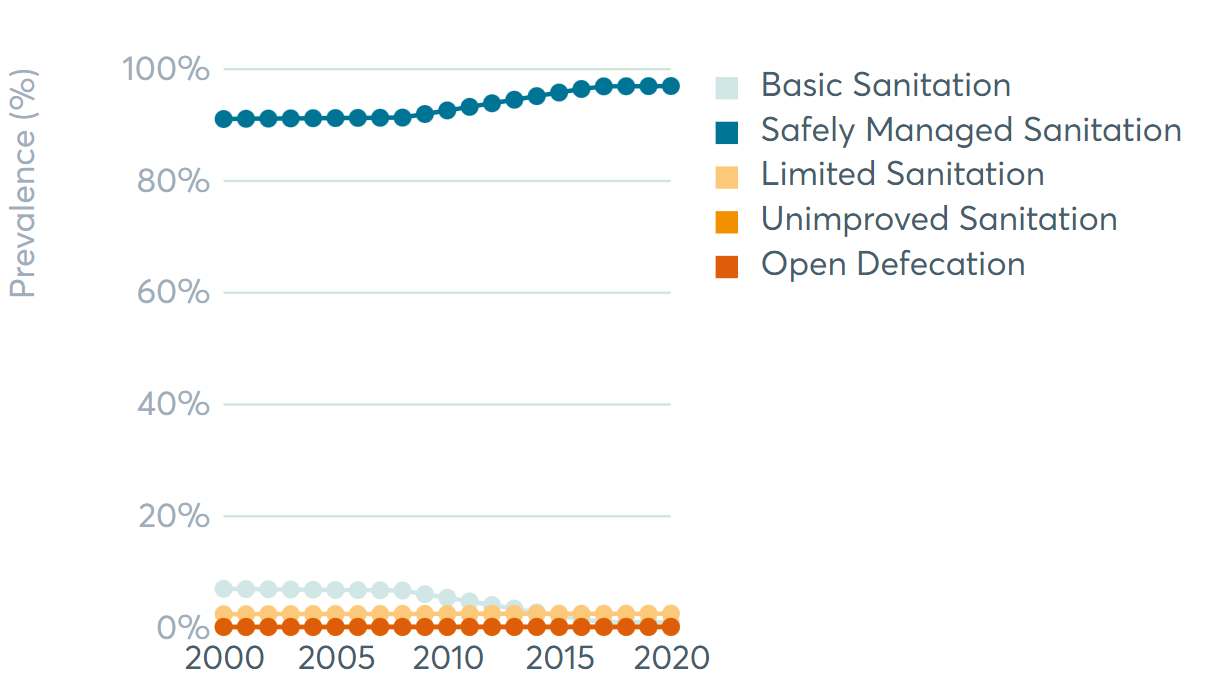 Prevalence (%)
100%
80%
60%
40%
20%
0%
2000 2005 2010 2015 2020
Basic Sanitation
Safely Managed Sanitation
Limited Sanitation
Unimproved Sanitation
Open Defecation